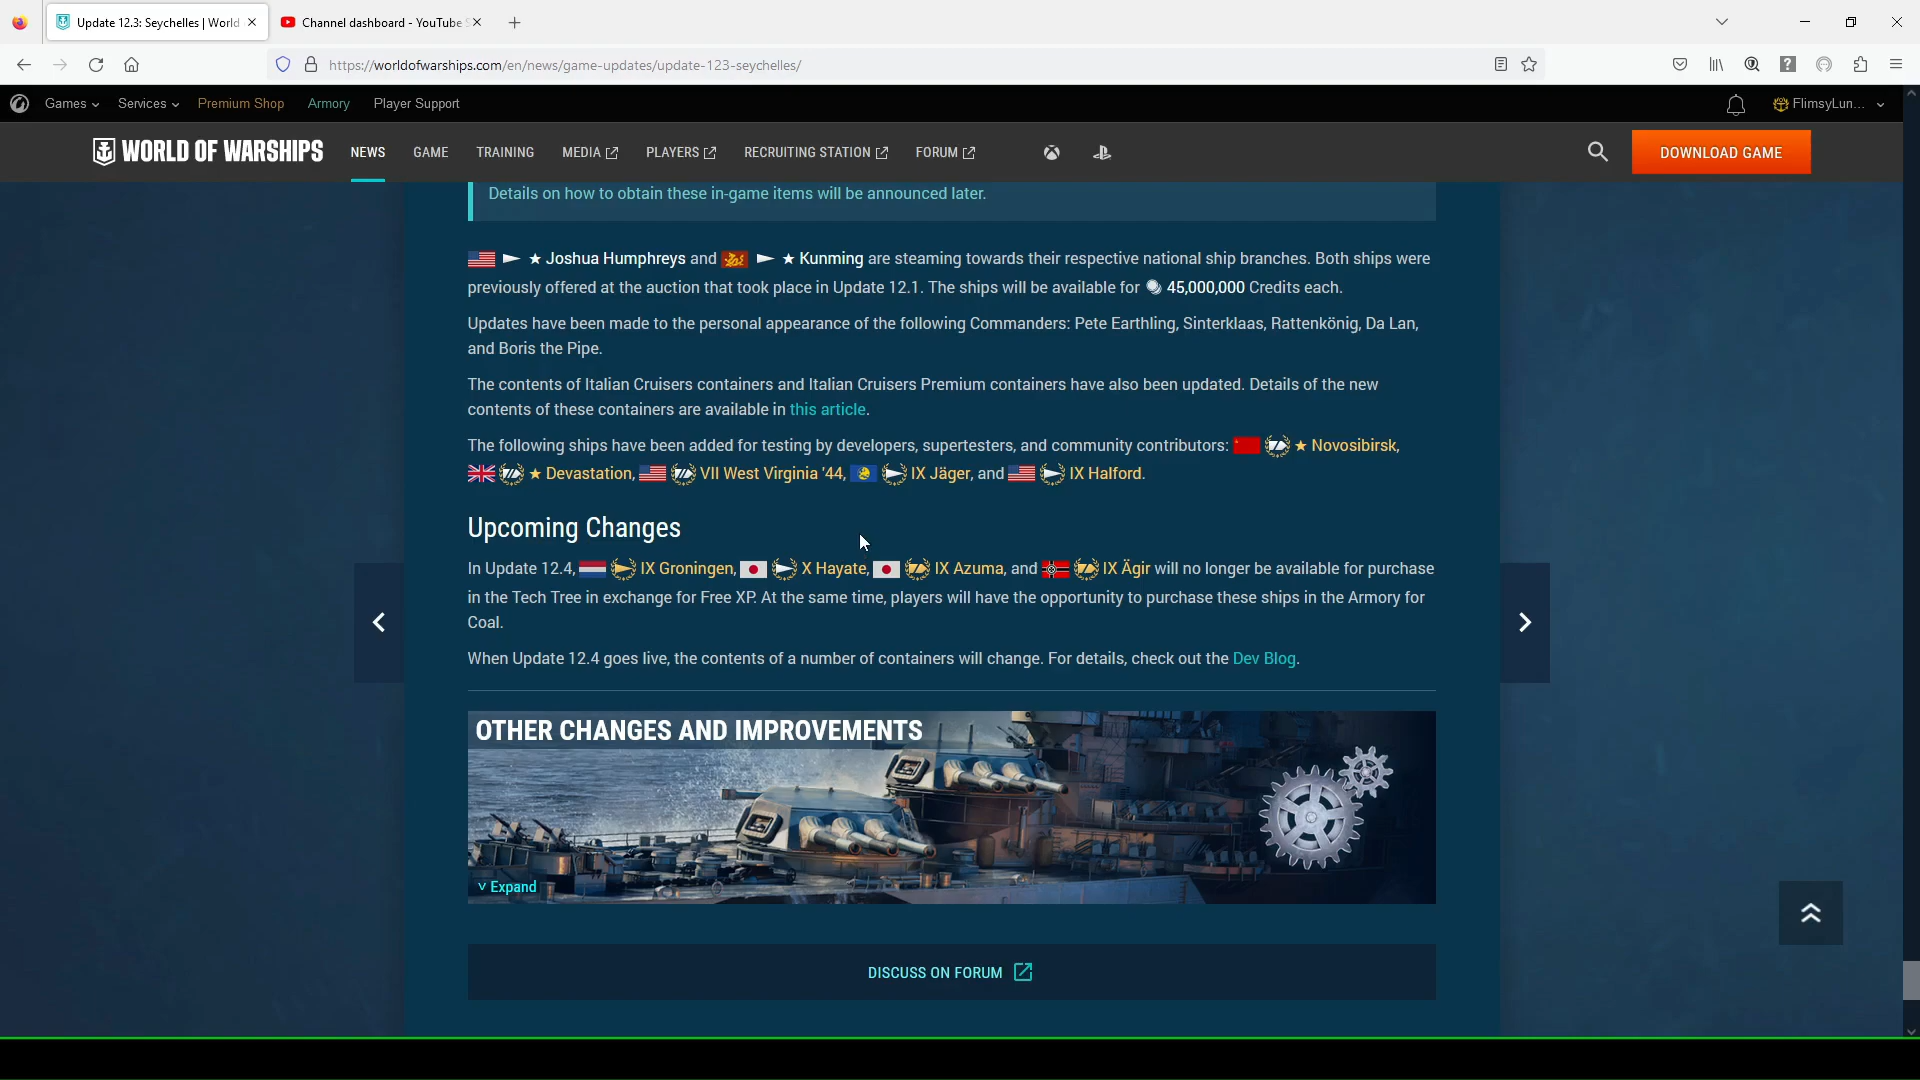 Update 12.3: Seychelles | World
Channel dashboard - YouTube S
https://worldofwarships.com/en/news/game-updates/update-123-seychelles/
Games Services Premium Shop Armory Player Support FlimsyLun...
WORLD OF WARSHIPS NEWS GAME TRAINING MEDIA PLAYERS RECRUITING STATION FORUM DOWNLOAD GAME
Details on how to obtain these in-game items will be announced later.
★ Joshua Humphreys and ★ Kunming are steaming towards their respective national ship branches. Both ships were
previously offered at the auction that took place in Update 12.1. The ships will be available for 45,000,000 Credits each.
Updates have been made to the personal appearance of the following Commanders: Pete Earthling, Sinterklaas, Rattenkönig, Da Lan,
and Boris the Pipe.
The contents of Italian Cruisers containers and Italian Cruisers Premium containers have also been updated. Details of the new
contents of these containers are available in this article.
The following ships have been added for testing by developers, supertesters, and community contributors: ★ Novosibirsk,
★ Devastation, VII West Virginia '44, IX Jäger, and IX Halford.
Upcoming Changes
In Update 12.4, IX Groningen, X Hayate, IX Azuma, and IX Ägir will no longer be available for purchase
in the Tech Tree in exchange for Free XP. At the same time, players will have the opportunity to purchase these ships in the Armory for
Coal.
When Update 12.4 goes live, the contents of a number of containers will change. For details, check out the Dev Blog.
OTHER CHANGES AND IMPROVEMENTS
Expand
DISCUSS ON FORUM